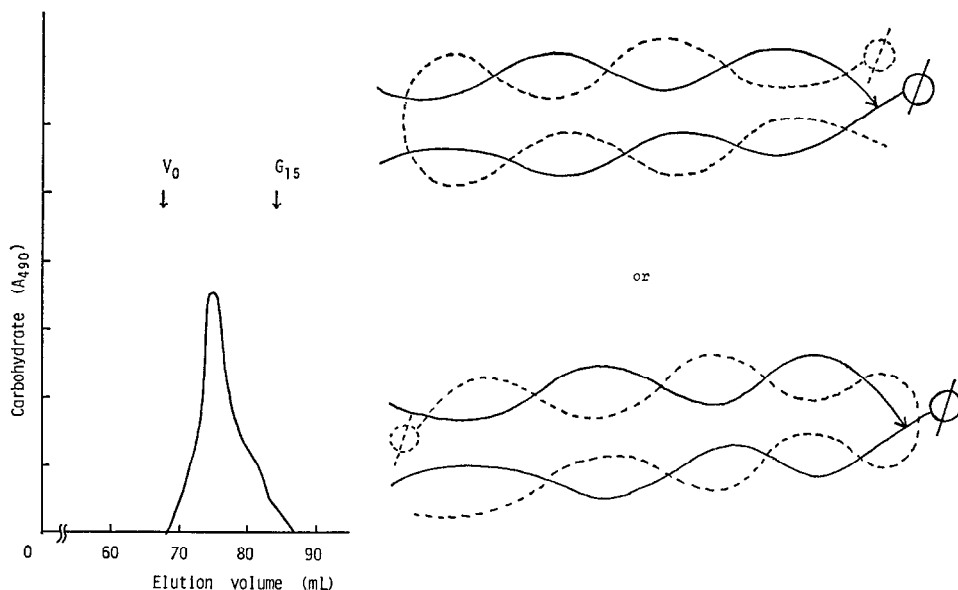 V0
G15
Carbohydrate (A490)
0
60
70
80
90
Elution volume (mL)
or